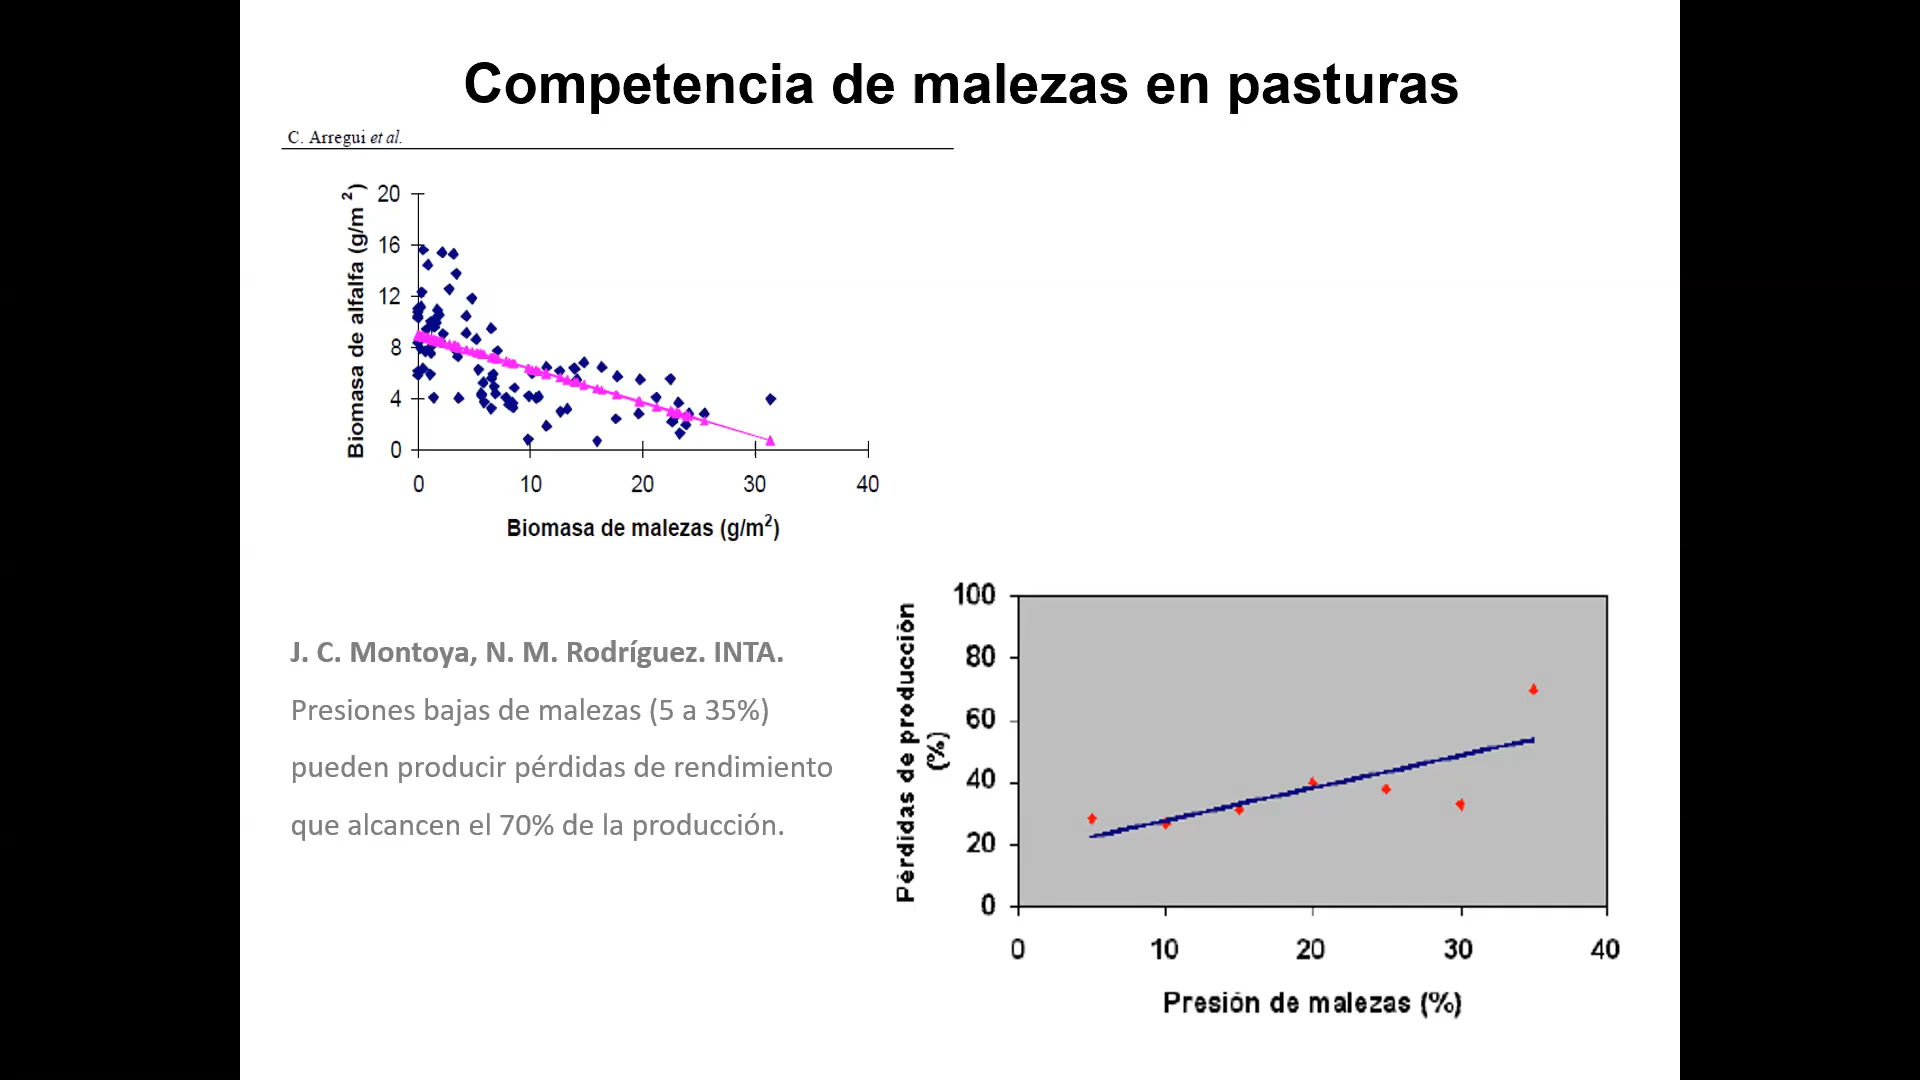 Competencia de malezas en pasturas
C. Arregui et al.
Biomasa de alfalfa (g/m²)
20
16
12
8
4
0
0 10 20 30 40
Biomasa de malezas (g/m²)
J. C. Montoya, N. M. Rodríguez. INTA.
Presiones bajas de malezas (5 a 35%)
pueden producir pérdidas de rendimiento
que alcancen el 70% de la producción.
Pérdidas de producción
(%)
100
80
60
40
20
0
0 10 20 30 40
Presión de malezas (%)